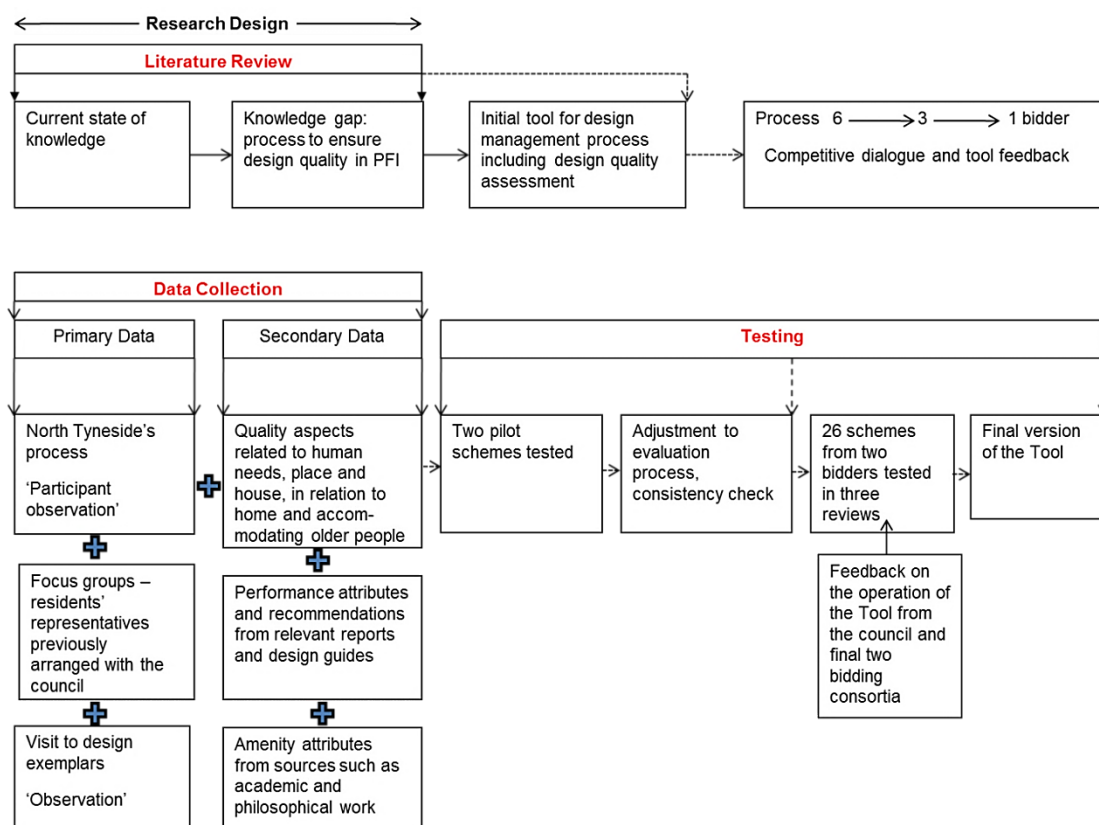 Research Design
Literature Review
Current state of
knowledge
Knowledge gap:
process to ensure
design quality in PFI
Initial tool for design
management process
including design quality
assessment
Process 6 3 1 bidder
Competitive dialogue and tool feedback
Data Collection
Primary Data
Secondary Data
Testing
North Tyneside’s
process
‘Participant
observation’
Quality aspects
related to human
needs, place and
house, in relation to
home and accom-
modating older people
Two pilot
schemes tested
Adjustment to
evaluation
process,
consistency check
26 schemes
from two
bidders tested
in three
reviews
Final version
of the Tool
Focus groups –
residents’
representatives
previously
arranged with the
council
Performance attributes
and recommendations
from relevant reports
and design guides
Feedback on
the operation of
the Tool from
the council and
final two
bidding
consortia
Visit to design
exemplars
‘Observation’
Amenity attributes
from sources such as
academic and
philosophical work